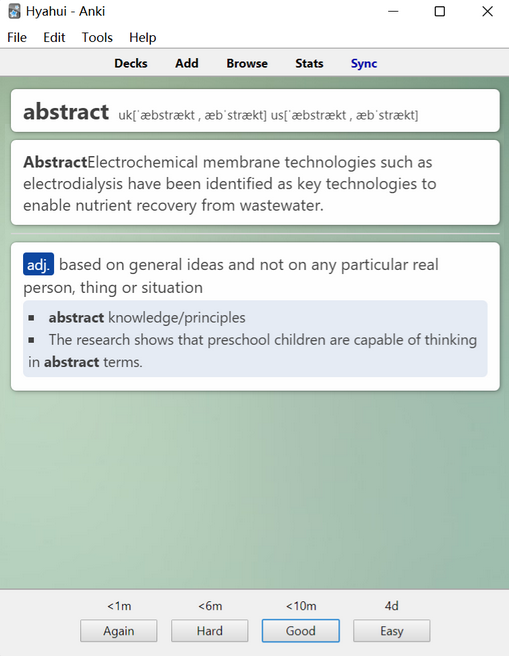 Hyahui - Anki
File Edit Tools Help
Decks Add Browse Stats Sync
abstract uk[ˈæbstrækt , æbˈstrækt] us[ˈæbstrækt , æbˈstrækt]
AbstractElectrochemical membrane technologies such as
electrodialysis have been identified as key technologies to
enable nutrient recovery from wastewater.
adj. based on general ideas and not on any particular real
person, thing or situation
▪ abstract knowledge/principles
▪ The research shows that preschool children are capable of thinking
in abstract terms.
<1m <6m <10m 4d
Again Hard Good Easy